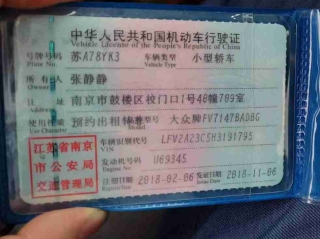 中华人民共和国机动车行驶证
Vehicle License of the People's Republic of China
号牌号码 苏A78YK3 车辆类型 小型轿车
Plate No. Vehicle Type
所有人 张静静
Owner
住址 南京市鼓楼区校门口1号48幢709室
Address
使用性质 预约出租 大众牌FV7147BADBG
Use Character Model
江苏省南京市公安局交通管理局
车辆识别代号 LFV2A23C5H3191795
VIN
发动机号码 U69345
Engine No.
注册日期 2018-02-06 发证日期 2018-11-06
Register Date Issue Date